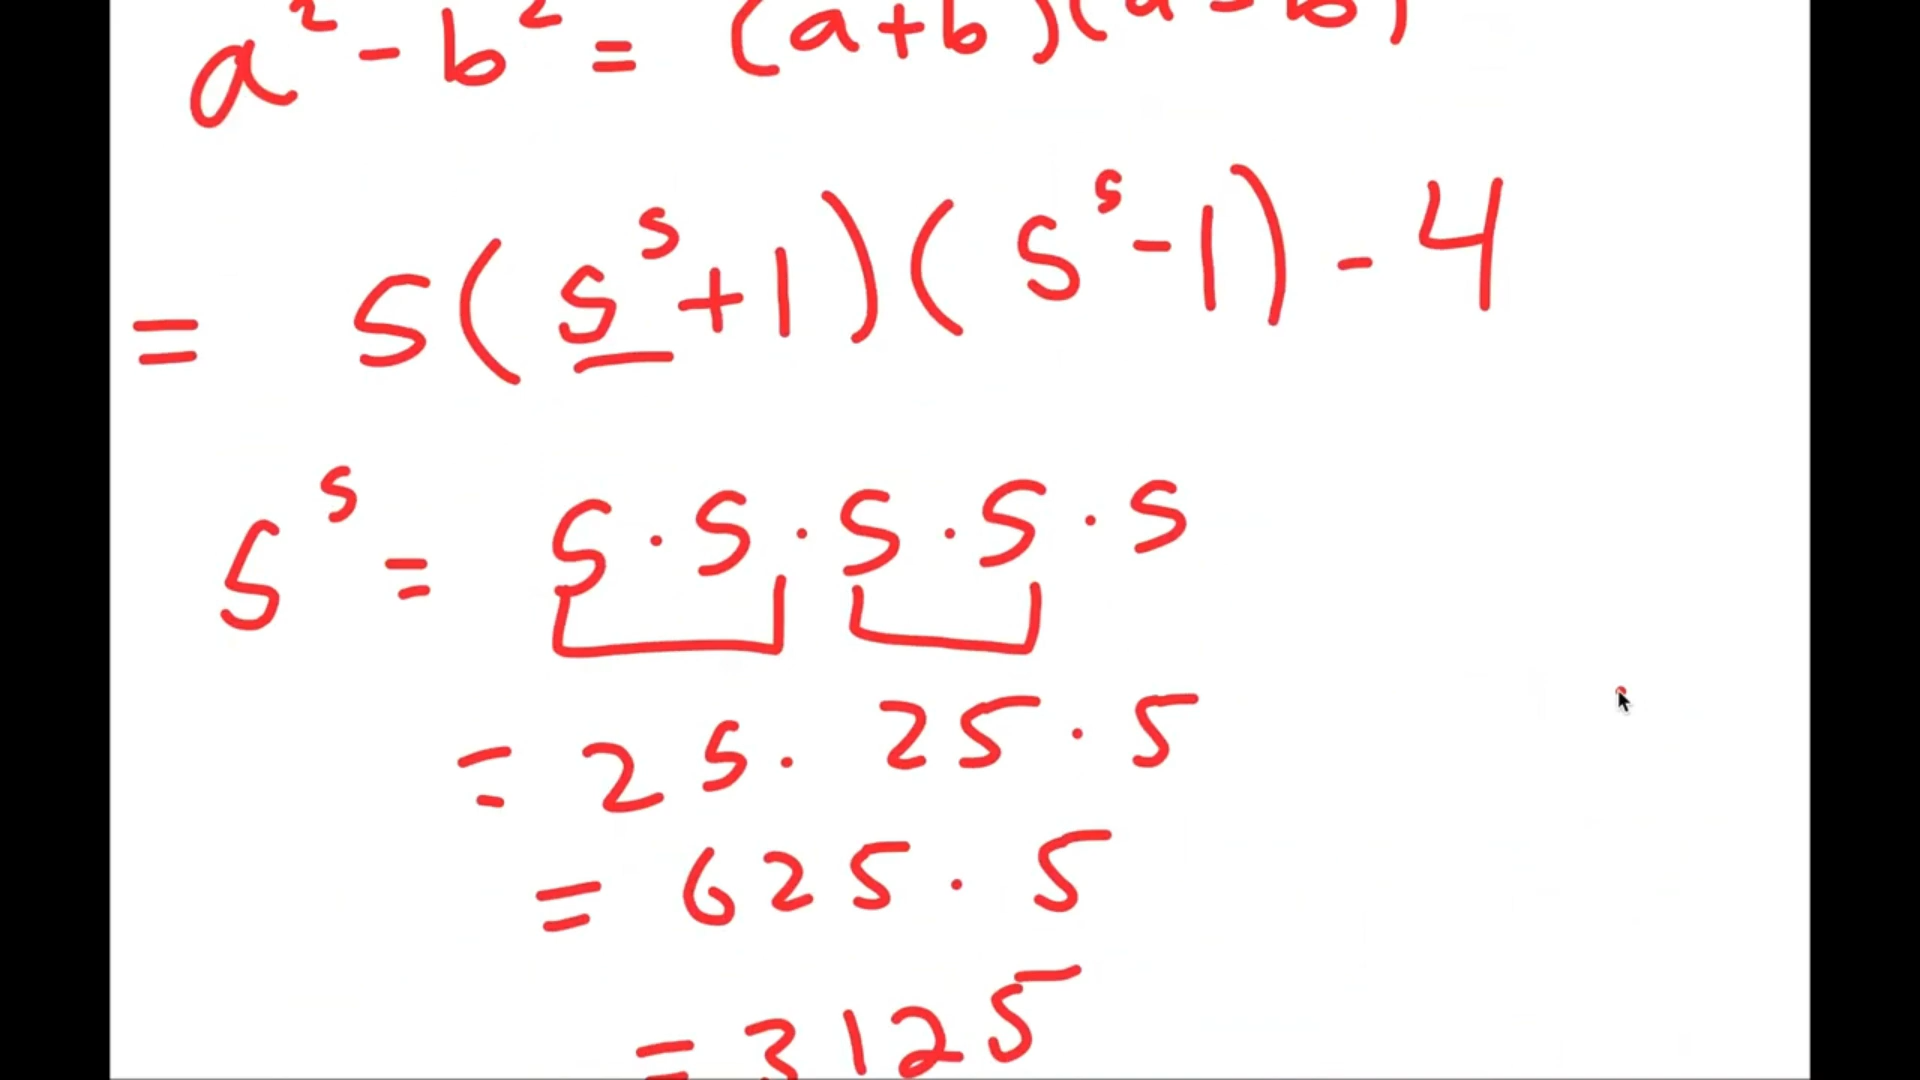 a² - b² = (a+b)(a-b)
= 5(5⁵+1)(5⁵-1) - 4
5⁵ = 5·5·5·5·5
= 25·25·5
= 625·5
= 3125